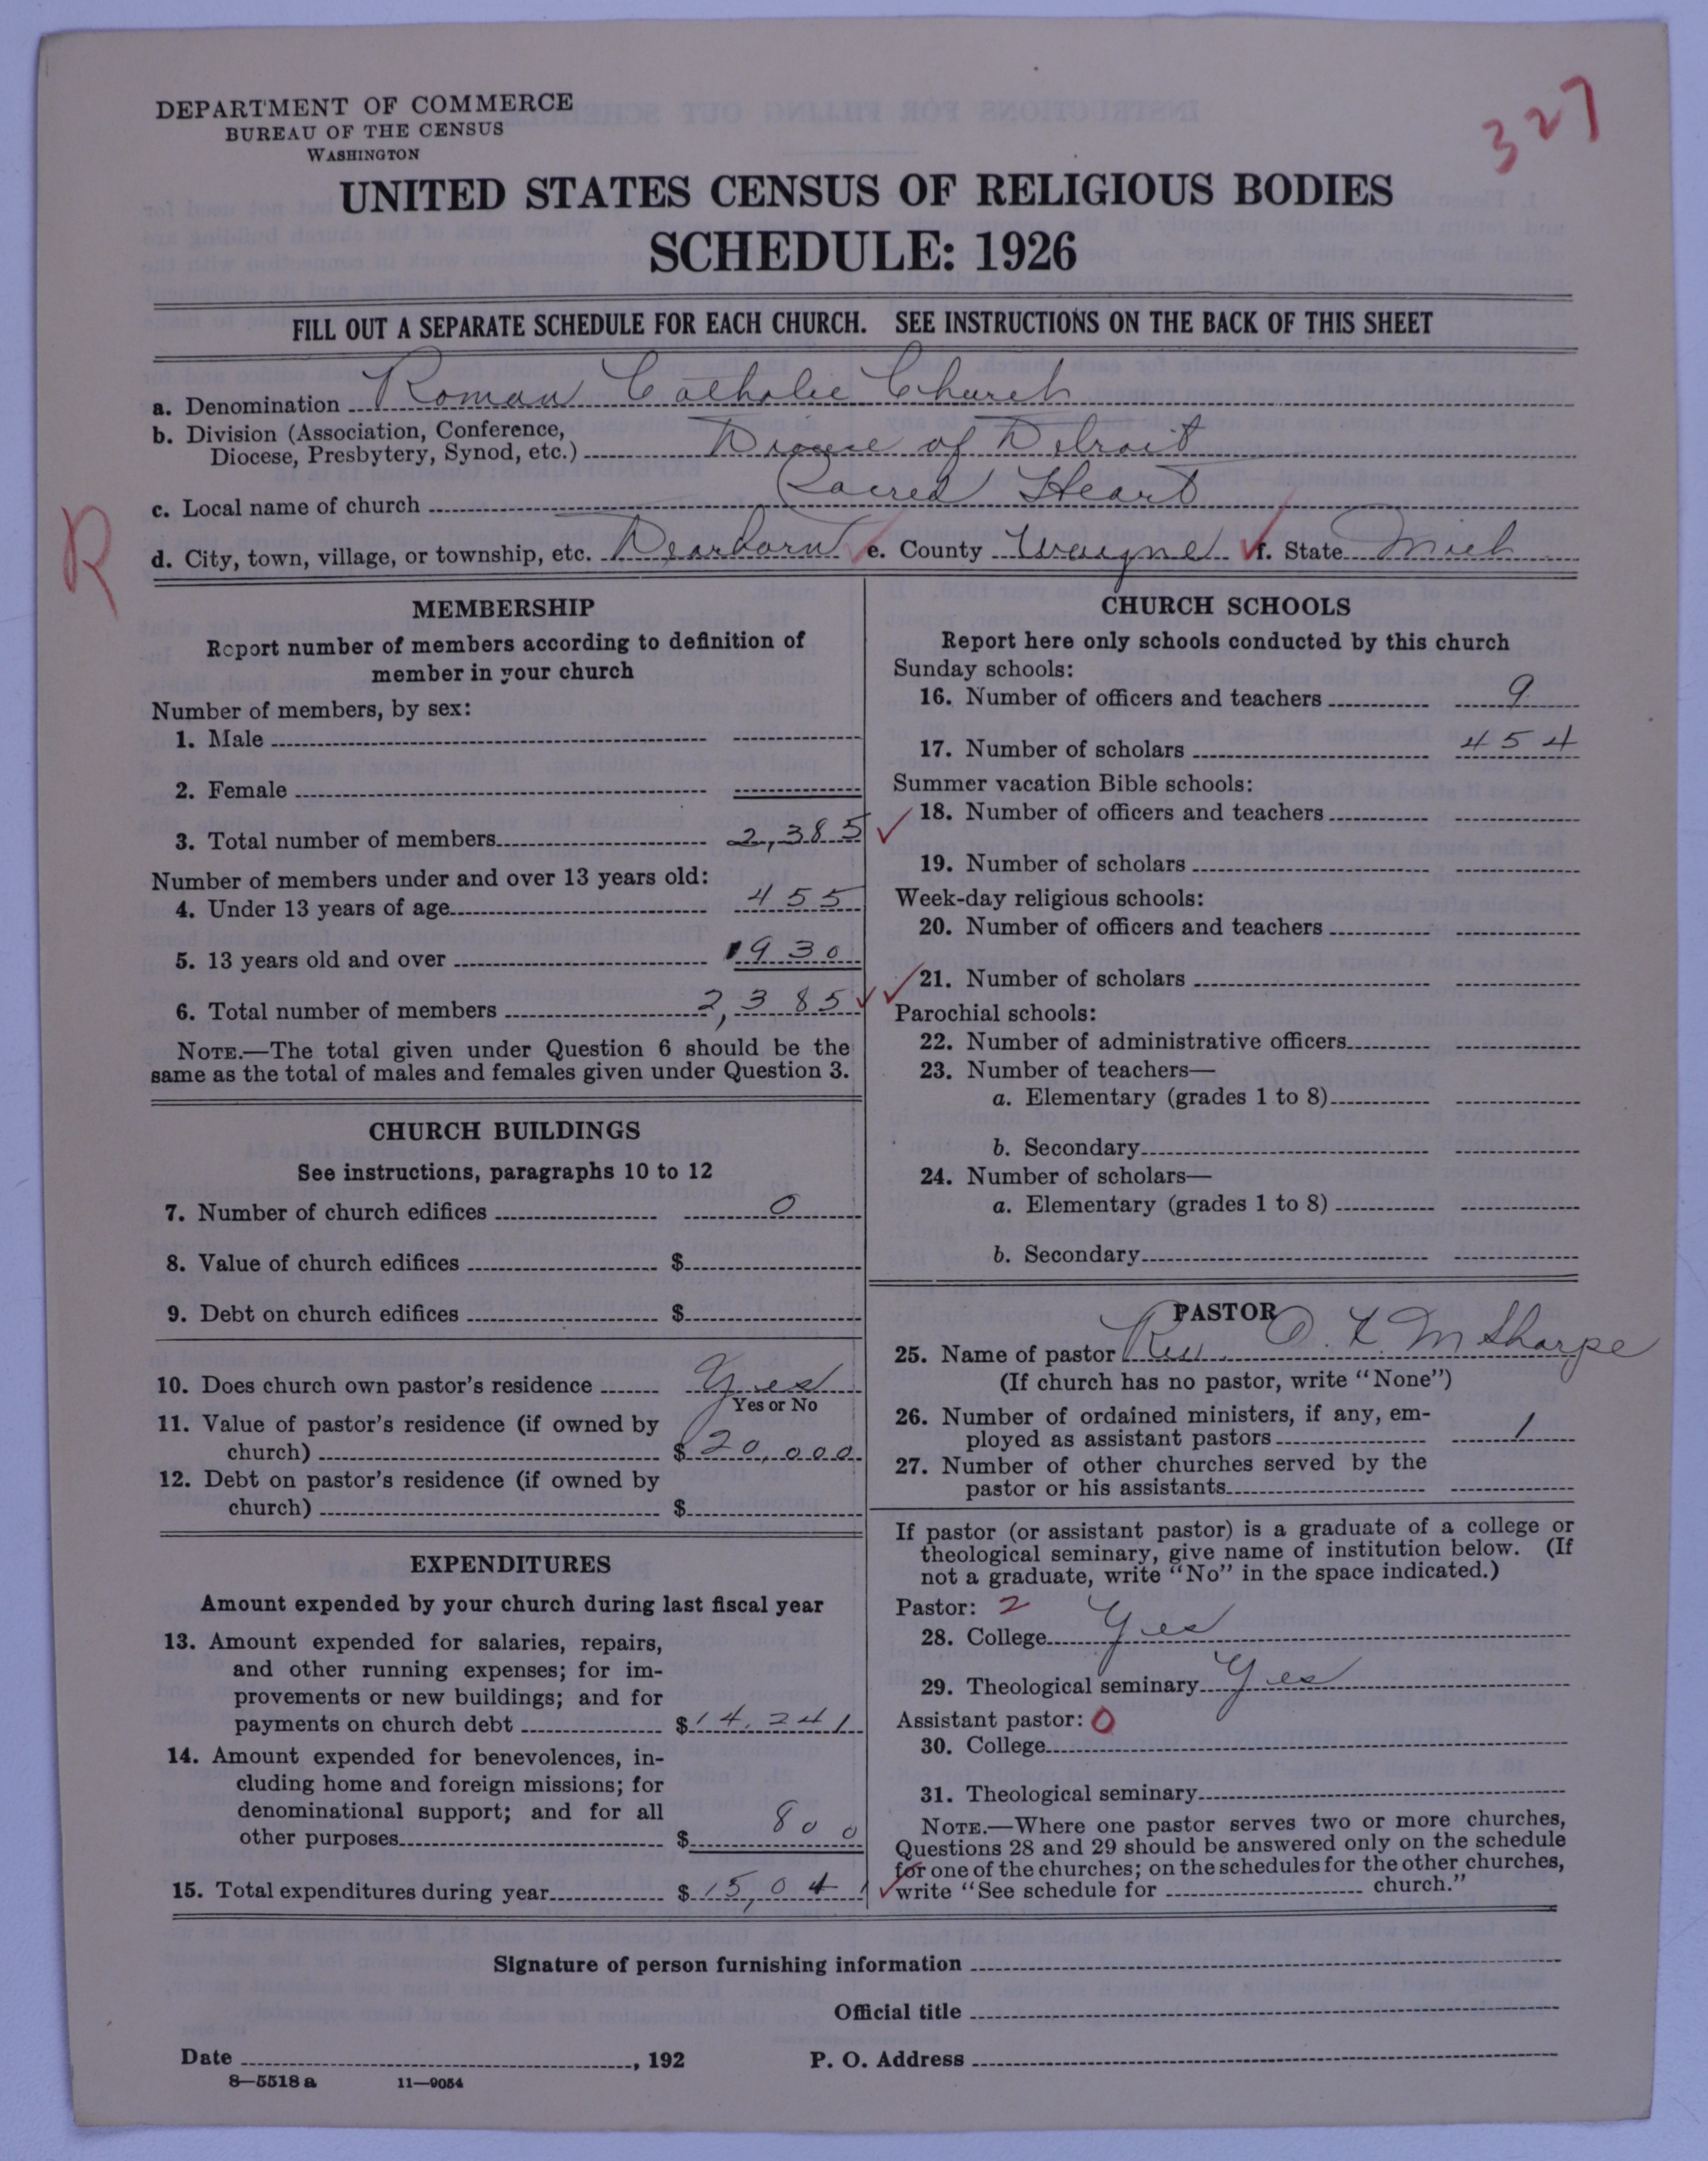 DEPARTMENT OF COMMERCE
BUREAU OF THE CENSUS
WASHINGTON
327
UNITED STATES CENSUS OF RELIGIOUS BODIES
SCHEDULE: 1926
FILL OUT A SEPARATE SCHEDULE FOR EACH CHURCH. SEE INSTRUCTIONS ON THE BACK OF THIS SHEET
a. Denomination Roman Catholic Church
b. Division (Association, Conference,
Diocese, Presbytery, Synod, etc.) Diocese of Detroit
c. Local name of church Sacred Heart
R
d. City, town, village, or township, etc. Dearborn e. County Wayne f. State Mich
MEMBERSHIP
Report number of members according to definition of
member in your church
Number of members, by sex:
1. Male
2. Female
3. Total number of members 2,385
Number of members under and over 13 years old:
4. Under 13 years of age 455
5. 13 years old and over 1930
6. Total number of members 2,385
NOTE.—The total given under Question 6 should be the
same as the total of males and females given under Question 3.
CHURCH BUILDINGS
See instructions, paragraphs 10 to 12
7. Number of church edifices 0
8. Value of church edifices $
9. Debt on church edifices $
10. Does church own pastor's residence Yes
Yes or No
11. Value of pastor's residence (if owned by
church) $20,000
12. Debt on pastor's residence (if owned by
church) $
EXPENDITURES
Amount expended by your church during last fiscal year
13. Amount expended for salaries, repairs,
and other running expenses; for im-
provements or new buildings; and for
payments on church debt $14,241
14. Amount expended for benevolences, in-
cluding home and foreign missions; for
denominational support; and for all
other purposes $ 800
15. Total expenditures during year $15,041
CHURCH SCHOOLS
Report here only schools conducted by this church
Sunday schools:
16. Number of officers and teachers 9
17. Number of scholars 454
Summer vacation Bible schools:
18. Number of officers and teachers
19. Number of scholars
Week-day religious schools:
20. Number of officers and teachers
21. Number of scholars
Parochial schools:
22. Number of administrative officers
23. Number of teachers—
a. Elementary (grades 1 to 8)
b. Secondary
24. Number of scholars—
a. Elementary (grades 1 to 8)
b. Secondary
PASTOR
25. Name of pastor Rev. Sharpe
(If church has no pastor, write "None")
26. Number of ordained ministers, if any, em-
ployed as assistant pastors 1
27. Number of other churches served by the
pastor or his assistants
If pastor (or assistant pastor) is a graduate of a college or
theological seminary, give name of institution below. (If
not a graduate, write "No" in the space indicated.)
Pastor: 2
28. College Yes
29. Theological seminary Yes
Assistant pastor: 0
30. College
31. Theological seminary
NOTE.—Where one pastor serves two or more churches,
Questions 28 and 29 should be answered only on the schedule
for one of the churches; on the schedules for the other churches,
write "See schedule for church."
Signature of person furnishing information
Official title
Date , 192
P. O. Address
8—5518 a 11—9054